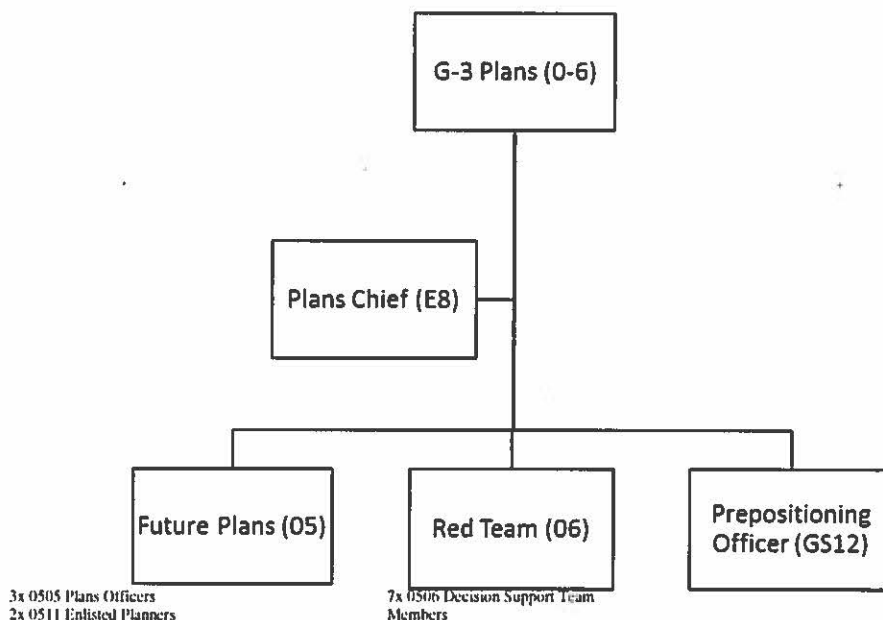 G-3 Plans (0-6)
Plans Chief (E8)
Future Plans (05)
Red Team (06)
Prepositioning
Officer (GS12)
3x 0505 Plans Officers
2x 0511 Enlisted Planners
7x 0506 Decision Support Team
Members